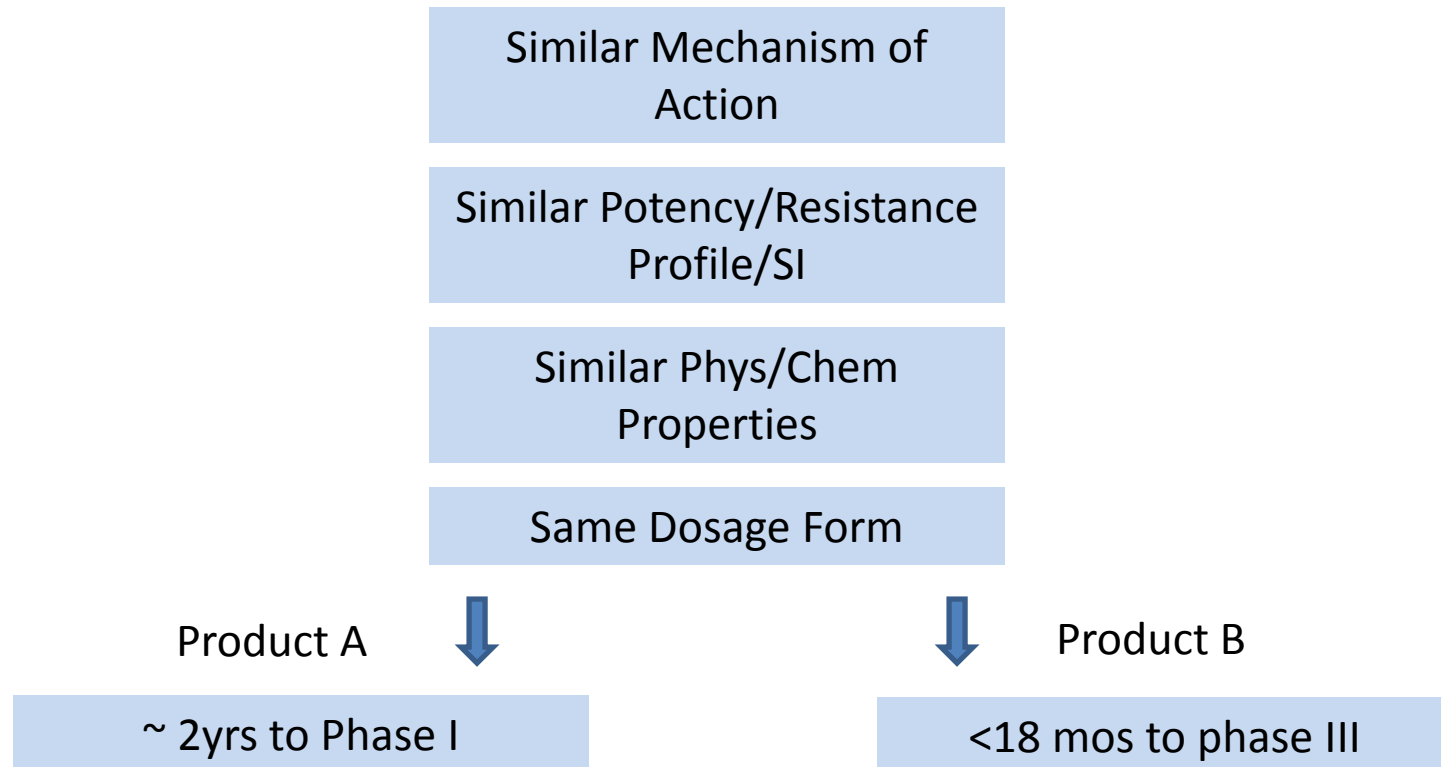 Similar Mechanism of
Action
Similar Potency/Resistance
Profile/SI
Similar Phys/Chem
Properties
Same Dosage Form
Product A
Product B
~ 2yrs to Phase I
<18 mos to phase III